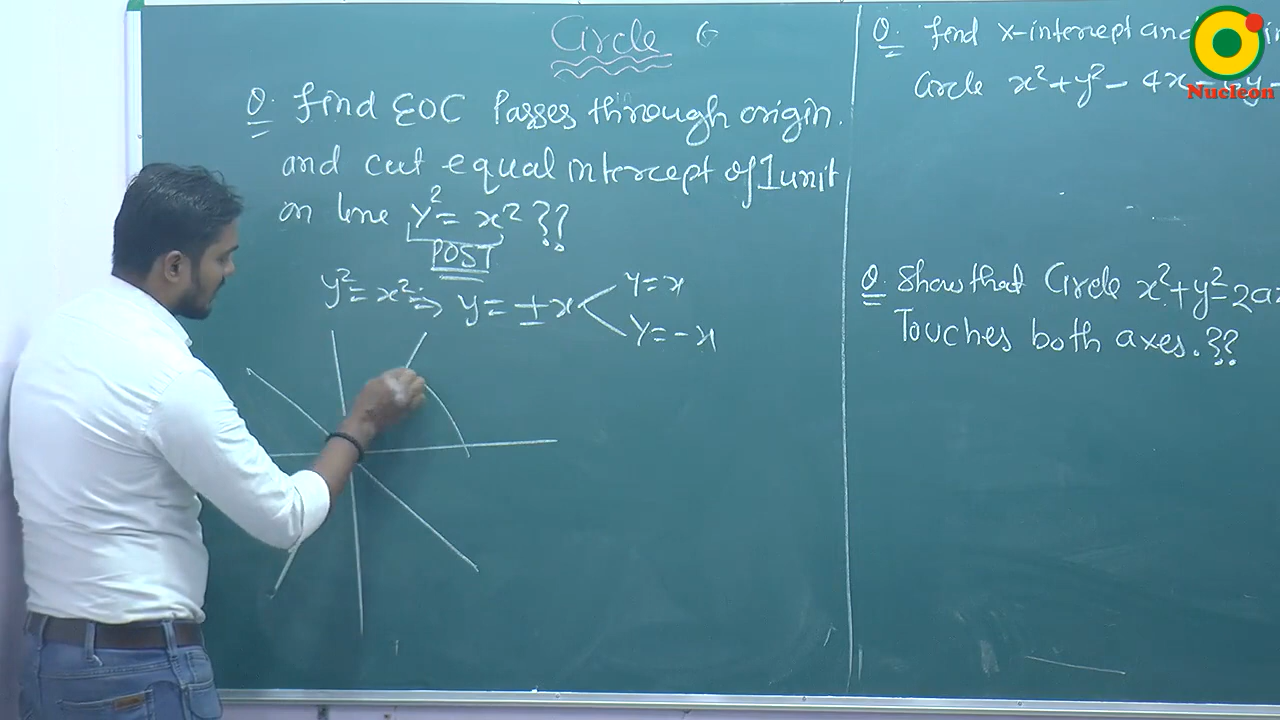 Circle
Q. find EOC Passes through origin.
and cut equal intercept of 1 unit
on line y² = x² ??
POST
y² = x² ⇒ y = ± x < y = x
y = -x
Q. find x-intercept and
Circle x² + y² - 4x - 6y -
Nucleon
Q. Show that Circle x² + y² - 2a
Touches both axes. ??